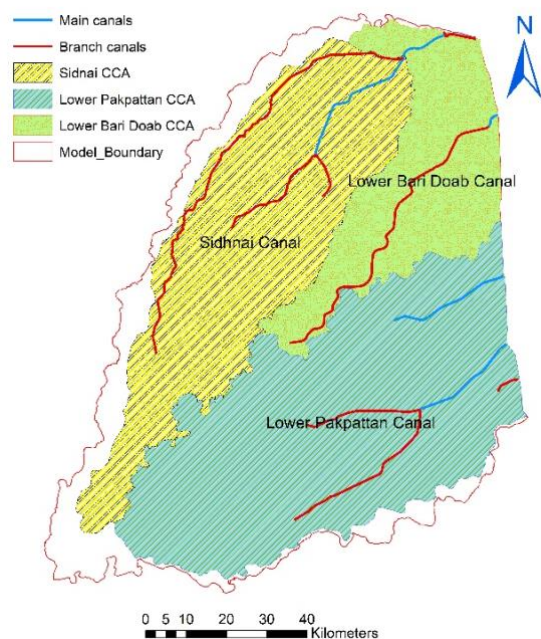 Main canals
Branch canals
Sidnai CCA
Lower Pakpattan CCA
Lower Bari Doab CCA
Model_Boundary
N
Lower Bari Doab Canal
Sidhnai Canal
Lower Pakpattan Canal
0 5 10 20 30 40
Kilometers